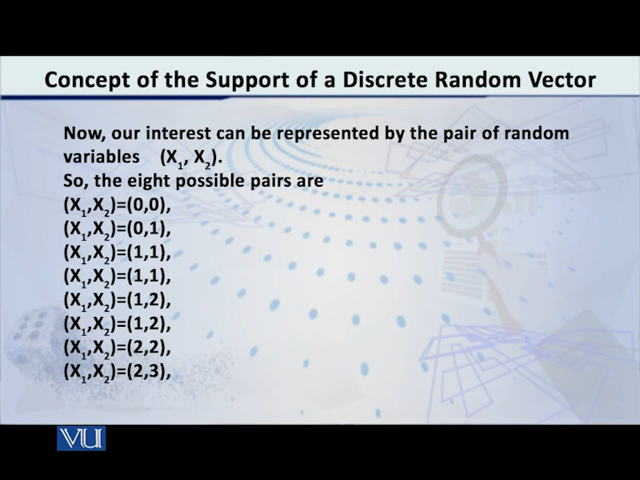 Concept of the Support of a Discrete Random Vector
Now, our interest can be represented by the pair of random
variables (X₁, X₂).
So, the eight possible pairs are
(X₁,X₂)=(0,0),
(X₁,X₂)=(0,1),
(X₁,X₂)=(1,1),
(X₁,X₂)=(1,1),
(X₁,X₂)=(1,2),
(X₁,X₂)=(1,2),
(X₁,X₂)=(2,2),
(X₁,X₂)=(2,3),
VU